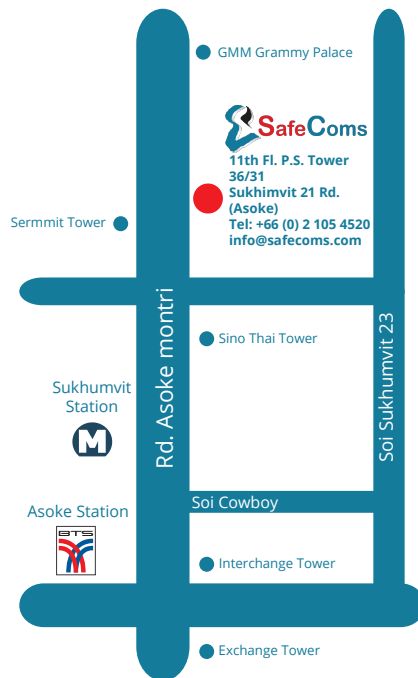 GMM Grammy Palace
SafeComs
11th Fl. P.S. Tower
36/31
Sukhimvit 21 Rd.
(Asoke)
Tel: +66 (0) 2 105 4520
info@safecoms.com
Sermmit Tower
Rd. Asoke montri
Soi Sukhumvit 23
Sino Thai Tower
Sukhumvit
Station
M
Soi Cowboy
Asoke Station
BTS
Interchange Tower
Exchange Tower